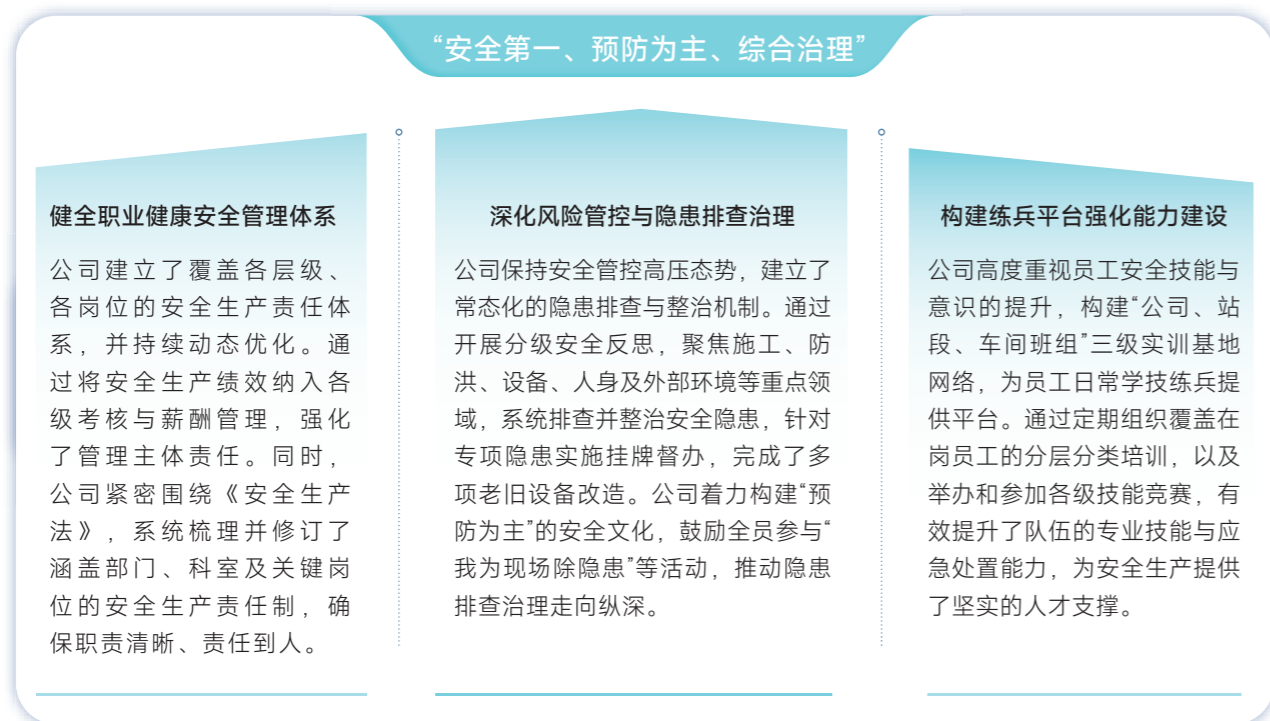 “安全第一、预防为主、综合治理”
健全职业健康安全管理体系
公司建立了覆盖各层级、
各岗位的安全生产责任体
系，并持续动态优化。通
过将安全生产绩效纳入各
级考核与薪酬管理，强化
了管理主体责任。同时，
公司紧密围绕《安全生产
法》，系统梳理并修订了
涵盖部门、科室及关键岗
位的安全生产责任制，确
保职责清晰、责任到人。
深化风险管控与隐患排查治理
公司保持安全管控高压态势，建立了
常态化的隐患排查与整治机制。通过
开展分级安全反思，聚焦施工、防
洪、设备、人身及外部环境等重点领
域，系统排查并整治安全隐患，针对
专项隐患实施挂牌督办，完成了多
项老旧设备改造。公司着力构建“预
防为主”的安全文化，鼓励全员参与“
我为现场除隐患”等活动，推动隐患
排查治理走向纵深。
构建练兵平台强化能力建设
公司高度重视员工安全技能与
意识的提升，构建“公司、站
段、车间班组”三级实训基地
网络，为员工日常学技练兵提
供平台。通过定期组织覆盖在
岗员工的分层分类培训，以及
举办和参加各级技能竞赛，有
效提升了队伍的专业技能与应
急处置能力，为安全生产提供
了坚实的人才支撑。